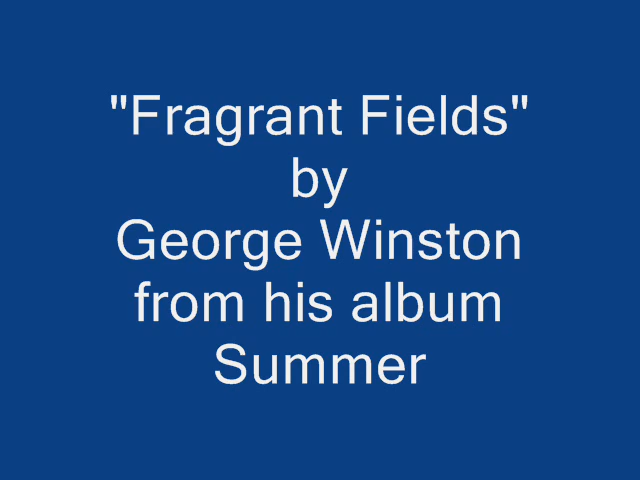 "Fragrant Fields"
by
George Winston
from his album
Summer